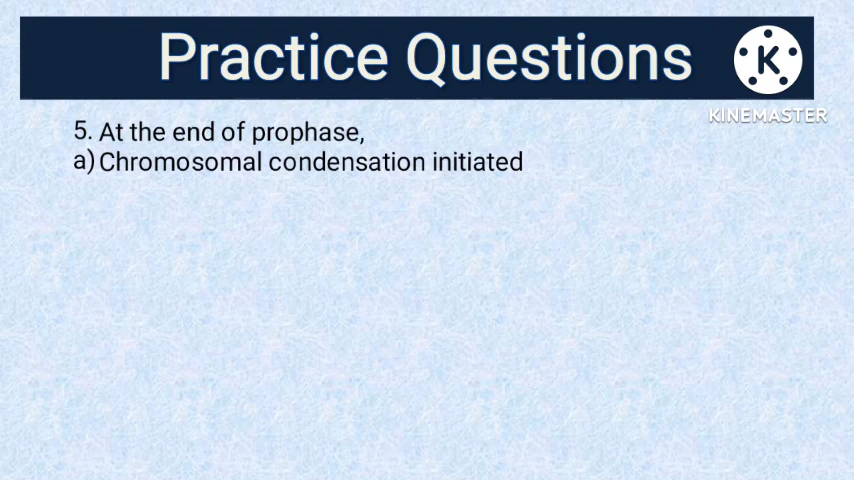 Practice Questions
K
KINEMASTER
5. At the end of prophase,
a) Chromosomal condensation initiated